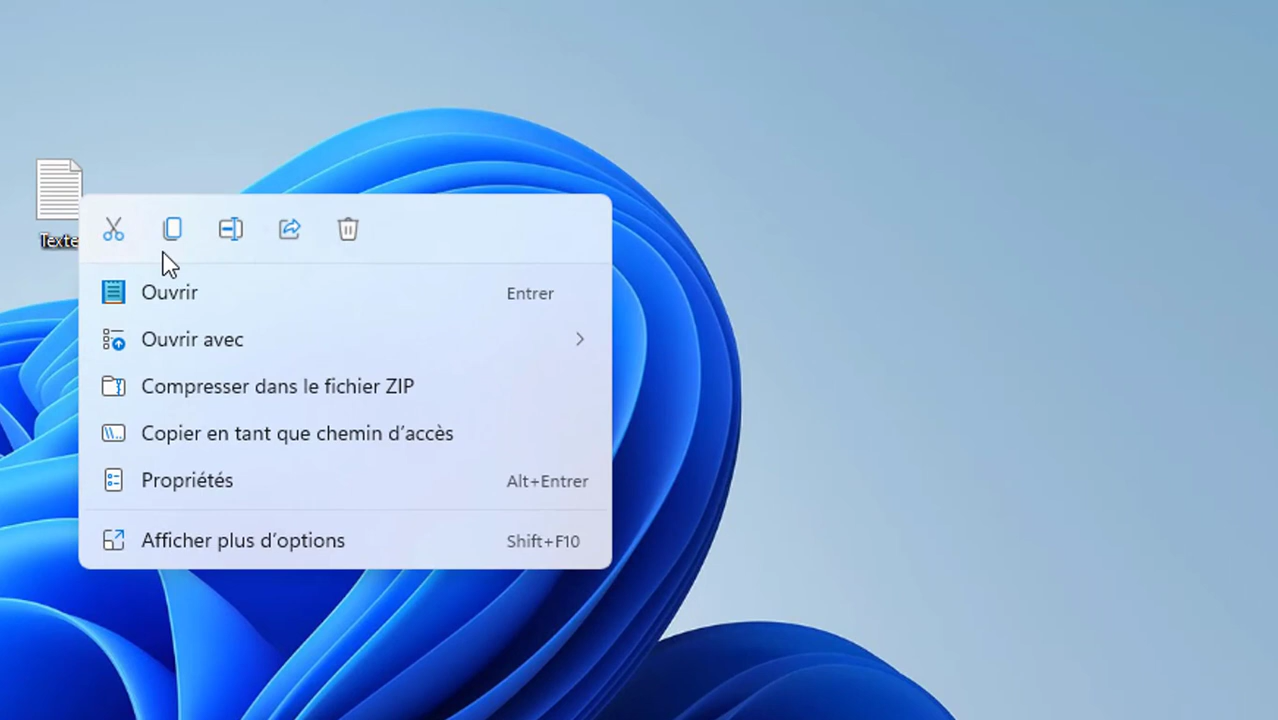 Texte
Ouvrir Entrer
Ouvrir avec
Compresser dans le fichier ZIP
Copier en tant que chemin d’accès
Propriétés Alt+Entrer
Afficher plus d’options Shift+F10